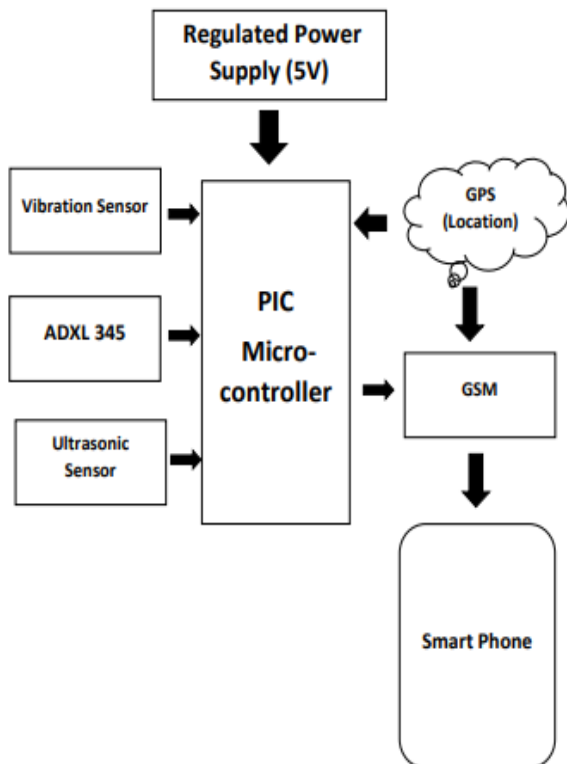 Regulated Power
Supply (5V)
Vibration Sensor
ADXL 345
Ultrasonic
Sensor
PIC
Micro-
controller
GPS
(Location)
GSM
Smart Phone